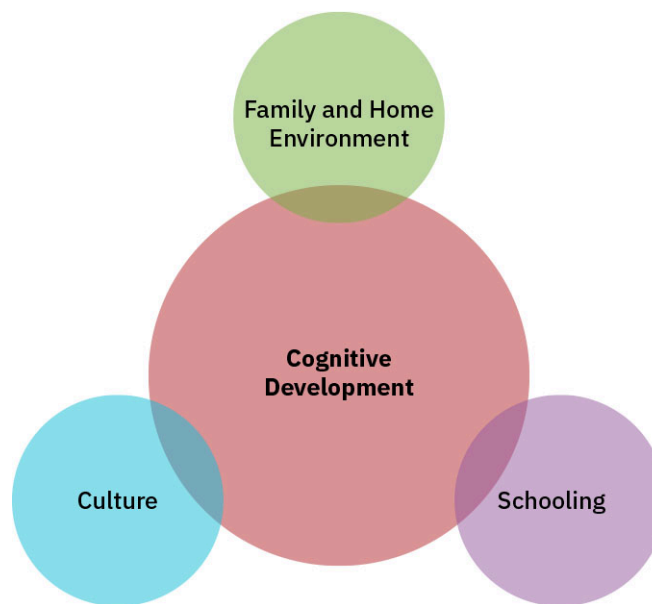 Family and Home
Environment
Cognitive
Development
Culture
Schooling